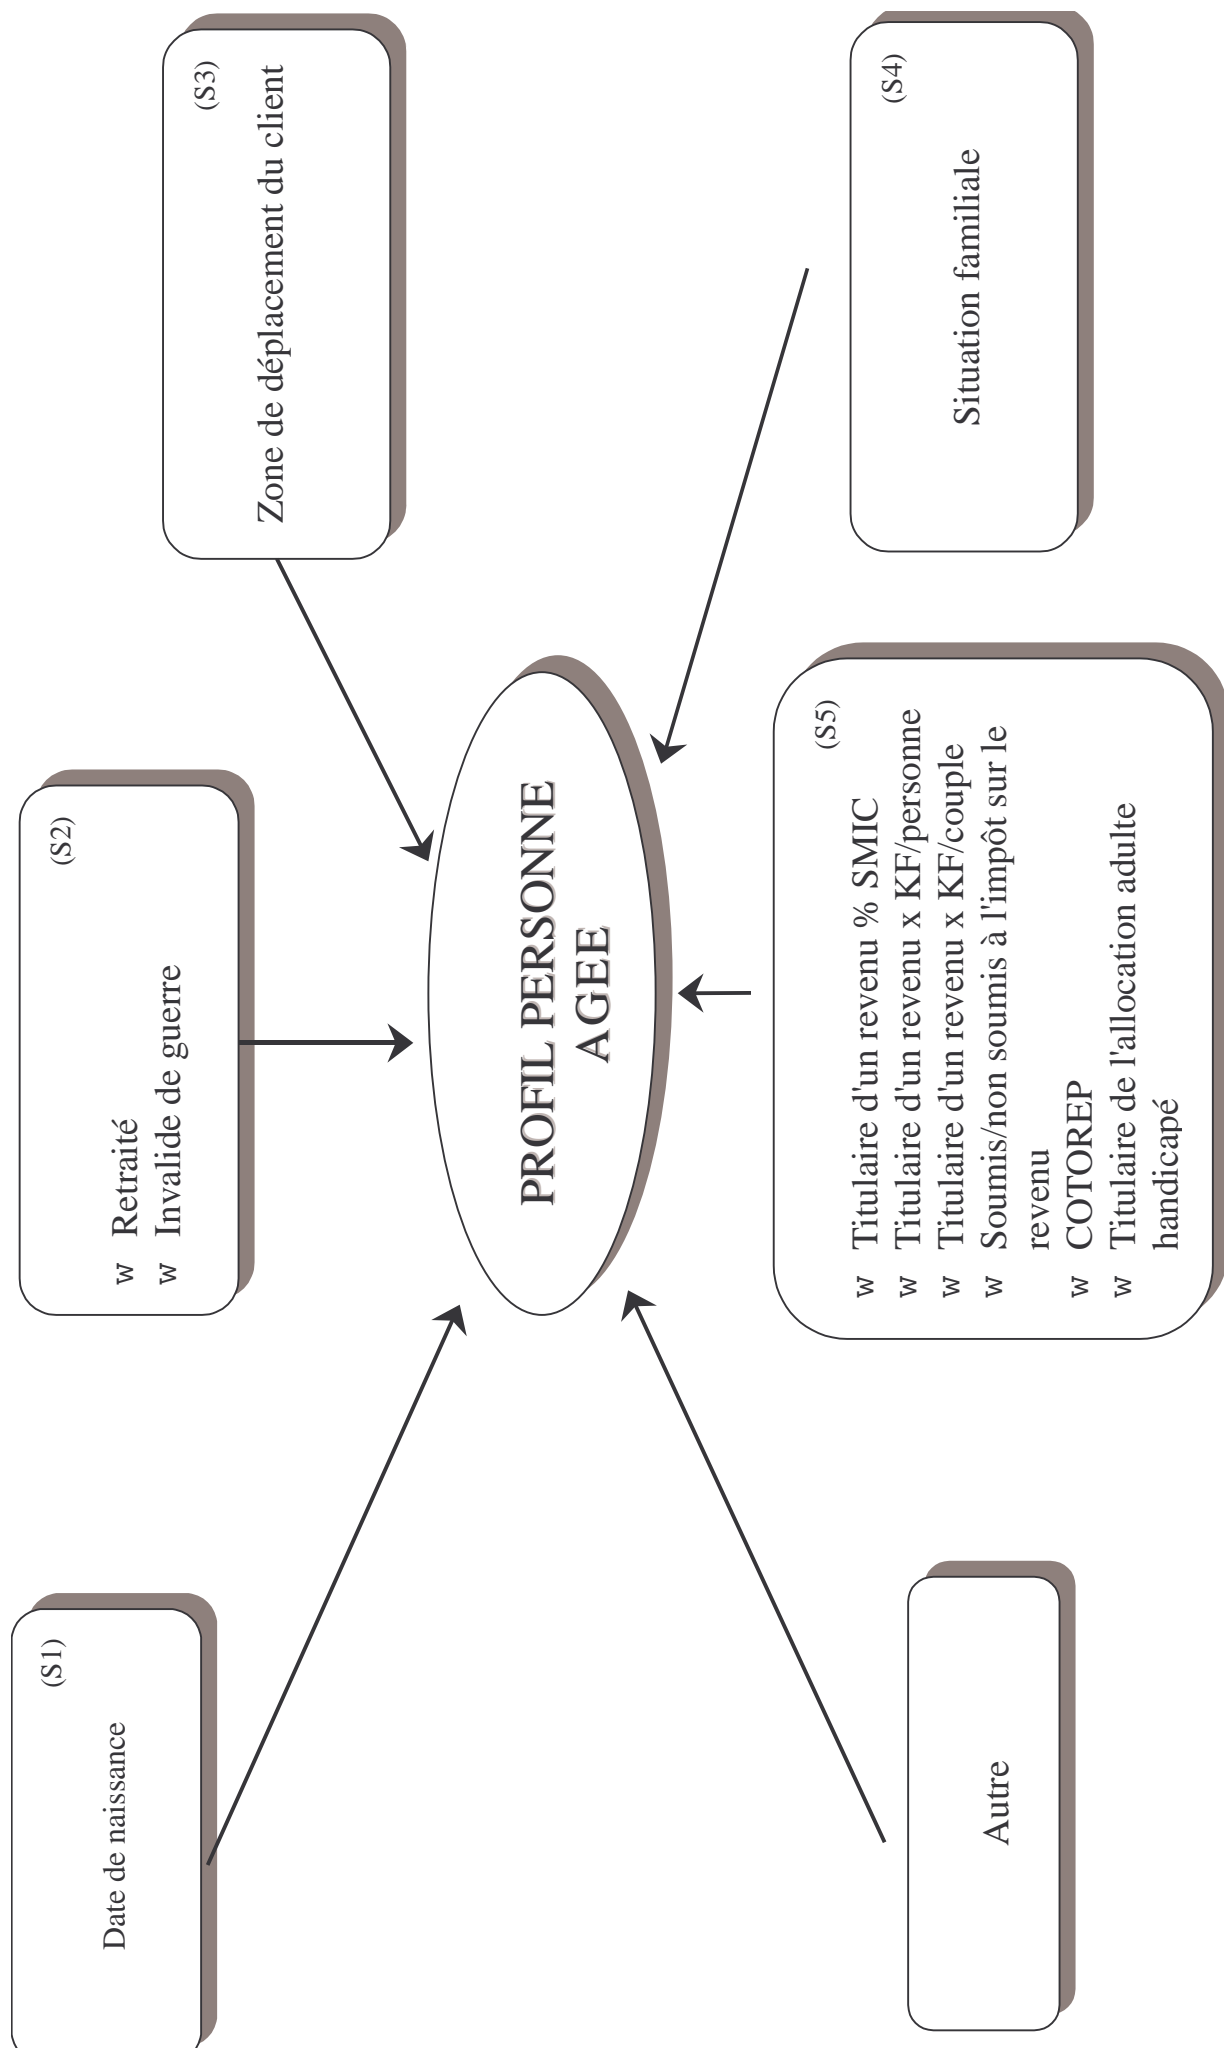 (S1)
Date de naissance
(S2)
w Retraité
w Invalide de guerre
(S3)
Zone de déplacement du client
PROFIL PERSONNE
AGEE
Autre
(S5)
w Titulaire d'un revenu % SMIC
w Titulaire d'un revenu x KF/personne
w Titulaire d'un revenu x KF/couple
w Soumis/non soumis à l'impôt sur le
revenu
w COTOREP
w Titulaire de l'allocation adulte
handicapé
(S4)
Situation familiale